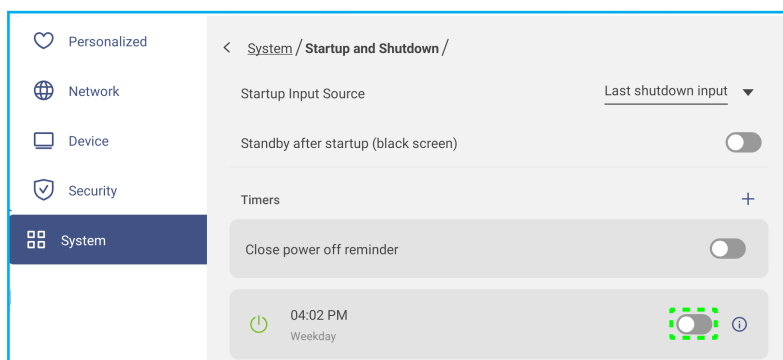 Personalized
Network
Device
Security
System
System / Startup and Shutdown /
Startup Input Source
Last shutdown input
Standby after startup (black screen)
Timers
Close power off reminder
04:02 PM
Weekday